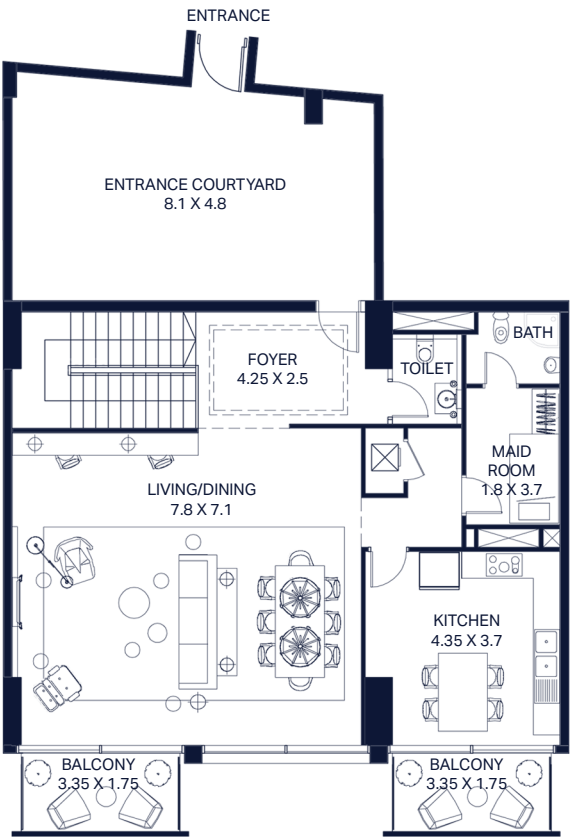 ENTRANCE
ENTRANCE COURTYARD
8.1 X 4.8
BATH
FOYER
4.25 X 2.5
TOILET
MAID
ROOM
1.8 X 3.7
LIVING/DINING
7.8 X 7.1
KITCHEN
4.35 X 3.7
BALCONY
3.35 X 1.75
BALCONY
3.35 X 1.75